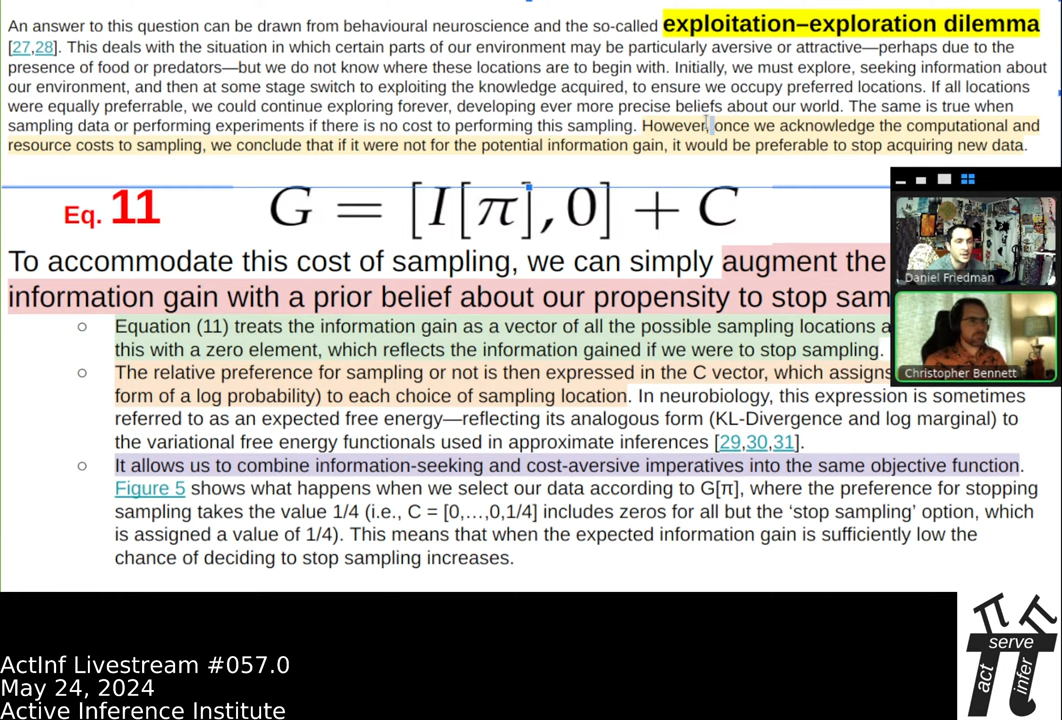 An answer to this question can be drawn from behavioural neuroscience and the so-called exploitation–exploration dilemma
[27,28]. This deals with the situation in which certain parts of our environment may be particularly aversive or attractive—perhaps due to the
presence of food or predators—but we do not know where these locations are to begin with. Initially, we must explore, seeking information about
our environment, and then at some stage switch to exploiting the knowledge acquired, to ensure we occupy preferred locations. If all locations
were equally preferrable, we could continue exploring forever, developing ever more precise beliefs about our world. The same is true when
sampling data or performing experiments if there is no cost to performing this sampling. However, once we acknowledge the computational and
resource costs to sampling, we conclude that if it were not for the potential information gain, it would be preferable to stop acquiring new data.
Eq. 11 G = [I[π], 0] + C
To accommodate this cost of sampling, we can simply augment the
information gain with a prior belief about our propensity to stop sam
Daniel Friedman
Christopher Bennett
○ Equation (11) treats the information gain as a vector of all the possible sampling locations a
this with a zero element, which reflects the information gained if we were to stop sampling.
○ The relative preference for sampling or not is then expressed in the C vector, which assigns
form of a log probability) to each choice of sampling location. In neurobiology, this expression is sometimes
referred to as an expected free energy—reflecting its analogous form (KL-Divergence and log marginal) to
the variational free energy functionals used in approximate inferences [29,30,31].
○ It allows us to combine information-seeking and cost-aversive imperatives into the same objective function.
Figure 5 shows what happens when we select our data according to G[π], where the preference for stopping
sampling takes the value 1/4 (i.e., C = [0,…,0,1/4] includes zeros for all but the ‘stop sampling’ option, which
is assigned a value of 1/4). This means that when the expected information gain is sufficiently low the
chance of deciding to stop sampling increases.
ActInf Livestream #057.0
May 24, 2024
Active Inference Institute
π π
serve
act infer